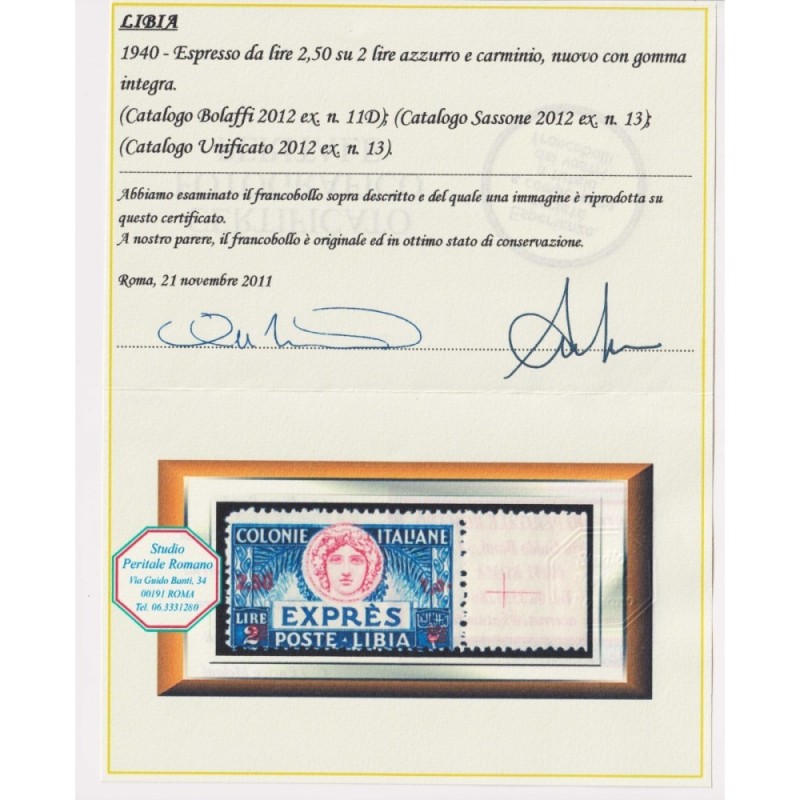 LIBIA
1940 - Espresso da lire 2,50 su 2 lire azzurro e carminio, nuovo con gomma
integra.
(Catalogo Bolaffi 2012 ex. n. 11D); (Catalogo Sassone 2012 ex. n. 13);
(Catalogo Unificato 2012 ex. n. 13).
Abbiamo esaminato il francobollo sopra descritto e del quale una immagine è riprodotta su
questo certificato.
A nostro parere, il francobollo è originale ed in ottimo stato di conservazione.
Roma, 21 novembre 2011
Studio
Peritale Romano
Via Guido Banti, 34
00191 ROMA
Tel. 06.3331280
COLONIE ITALIANE
2,50
EXPRÈS
LIRE
2
POSTE - LIBIA